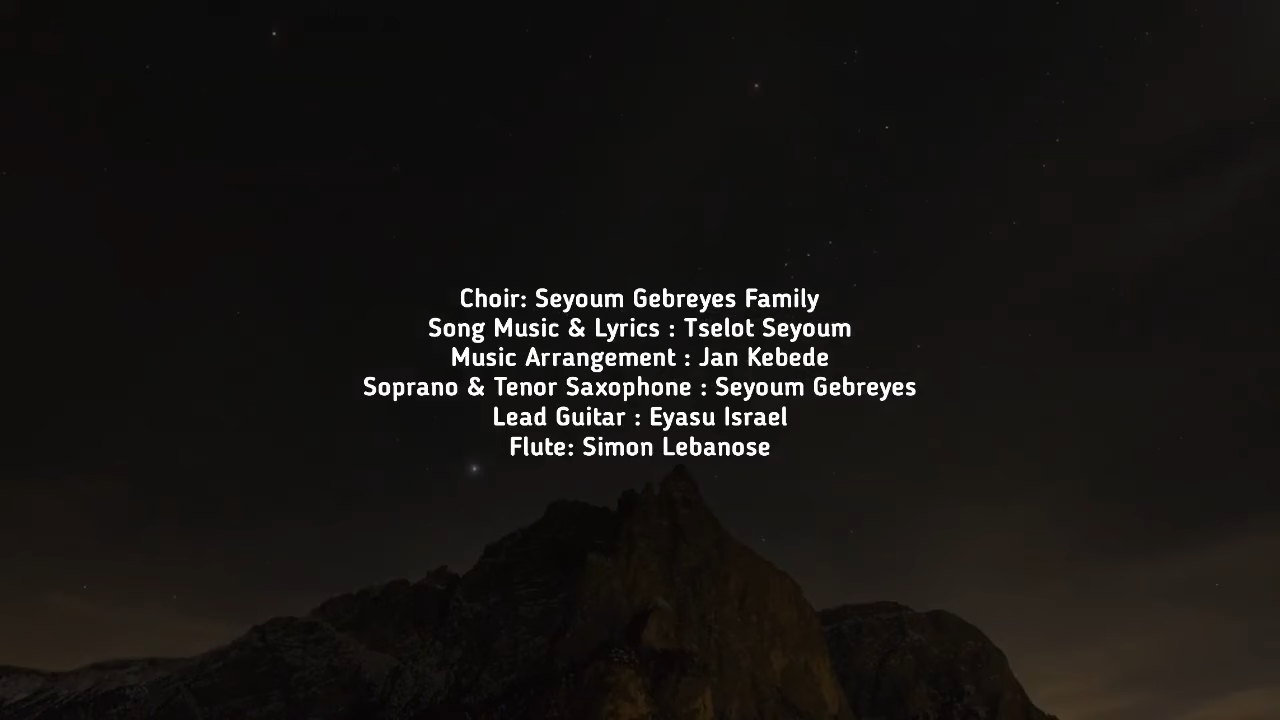 Choir: Seyoum Gebreyes Family
Song Music & Lyrics : Tselot Seyoum
Music Arrangement : Jan Kebede
Soprano & Tenor Saxophone : Seyoum Gebreyes
Lead Guitar : Eyasu Israel
Flute: Simon Lebanose